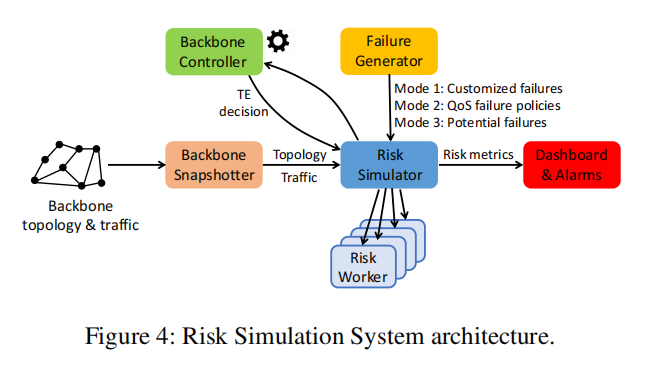 Backbone
Controller
Failure
Generator
TE
decision
Mode 1: Customized failures
Mode 2: QoS failure policies
Mode 3: Potential failures
Backbone
Snapshotter
Topology
Traffic
Risk
Simulator
Risk metrics
Dashboard
& Alarms
Backbone
topology & traffic
Risk
Worker
Figure 4: Risk Simulation System architecture.